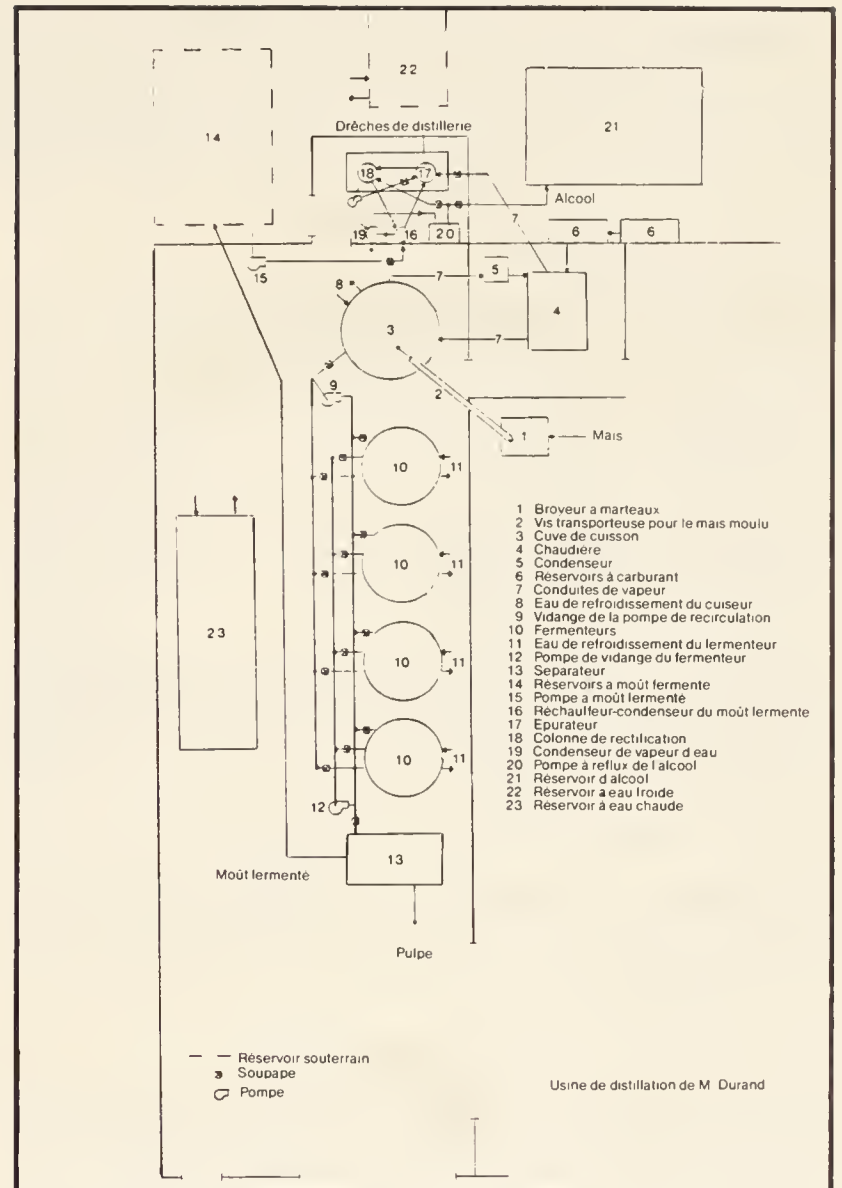 22
14
21
Drêches de distillerie
18
17
Alcool
7
19
16
20
6
6
15
8
7
5
3
4
7
9
2
1
Mais
10
11
10
11
23
10
11
10
11
12
13
Moût lermenté
Pulpe
1 Broyeur a marteaux
2 Vis transporteuse pour le mais moulu
3 Cuve de cuisson
4 Chaudière
5 Condenseur
6 Réservoirs à carburant
7 Conduites de vapeur
8 Eau de refroidissement du cuiseur
9 Vidange de la pompe de recirculation
10 Fermenteurs
11 Eau de refroidissement du lermenteur
12 Pompe de vidange du fermenteur
13 Separateur
14 Réservoirs a moût fermente
15 Pompe a moût lermenté
16 Réchaulfeur-condenseur du moût lermente
17 Epurateur
18 Colonne de rectification
19 Condenseur de vapeur d eau
20 Pompe à reflux de l alcool
21 Réservoir d alcool
22 Réservoir a eau lroide
23 Réservoir à eau chaude
Réservoir souterrain
Soupape
Pompe
Usine de distillation de M Durand